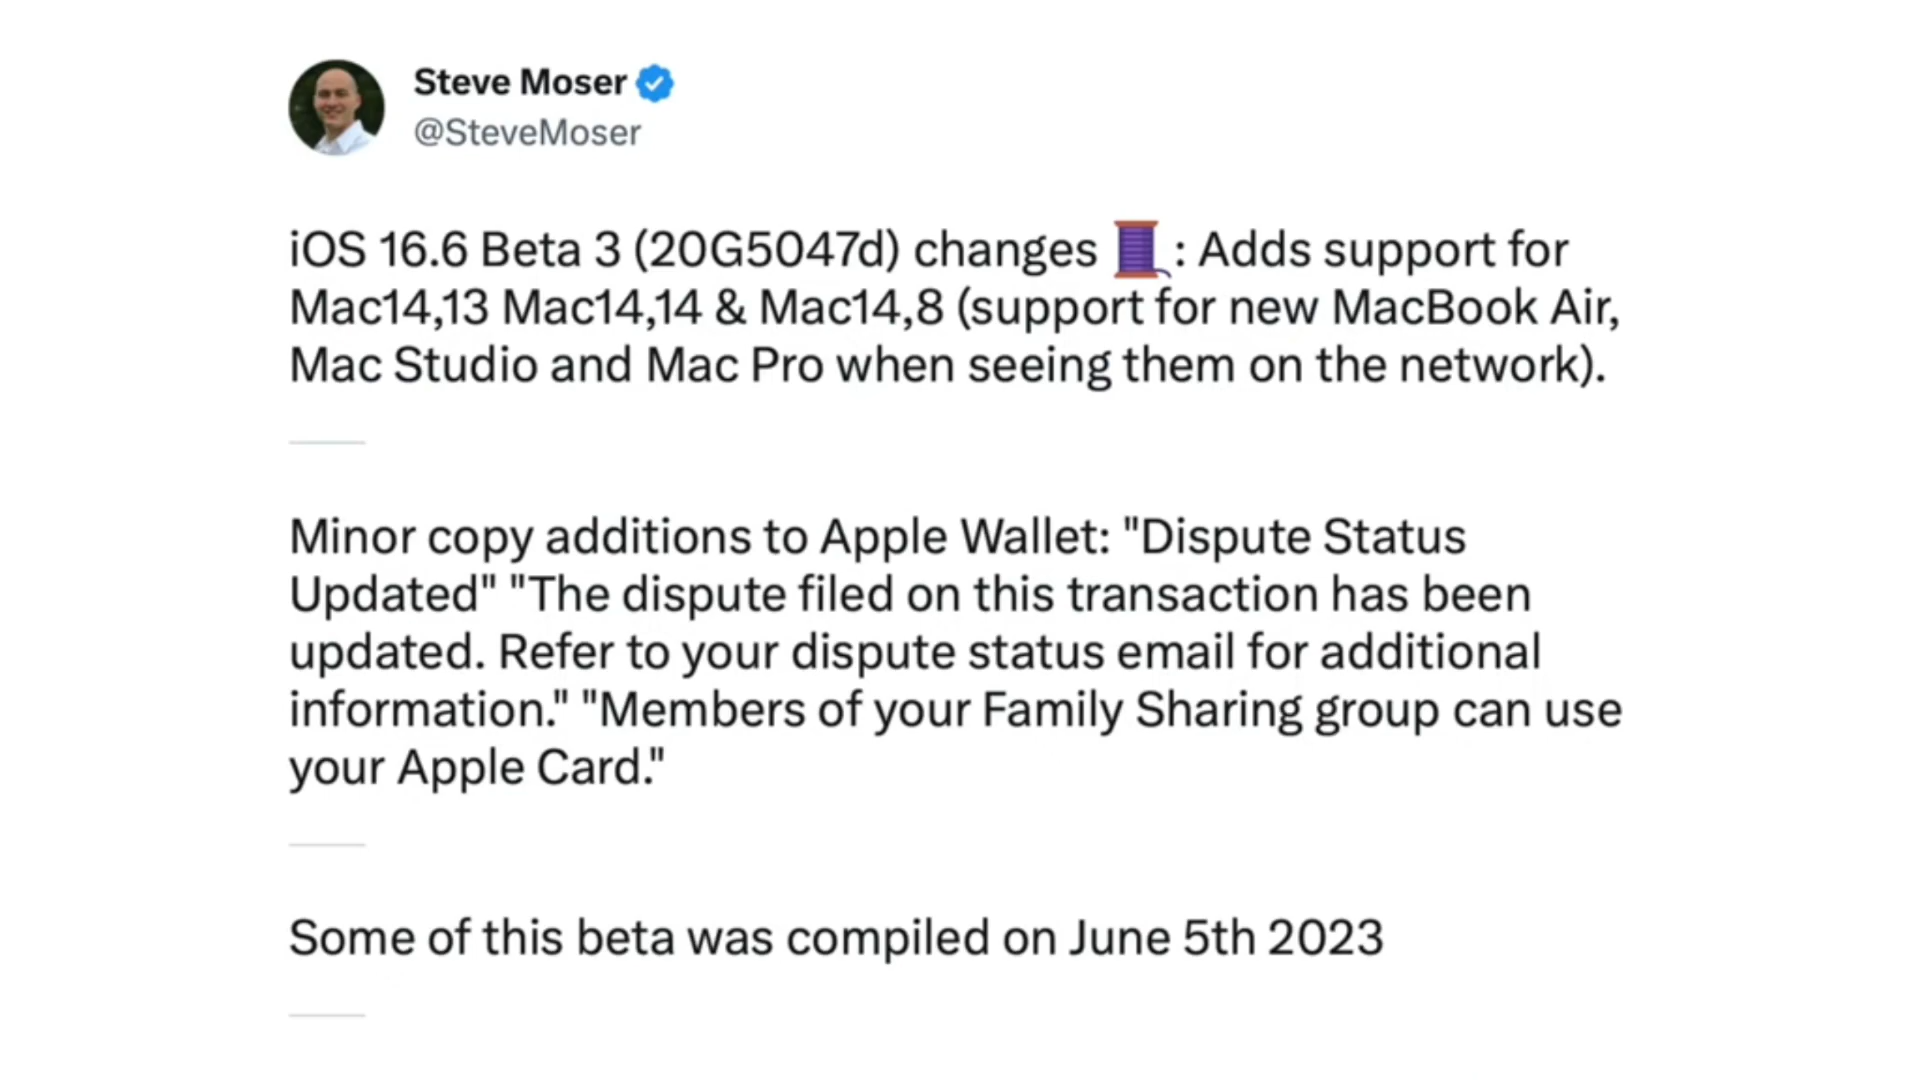 Steve Moser
@SteveMoser
iOS 16.6 Beta 3 (20G5047d) changes 🧵: Adds support for
Mac14,13 Mac14,14 & Mac14,8 (support for new MacBook Air,
Mac Studio and Mac Pro when seeing them on the network).
Minor copy additions to Apple Wallet: "Dispute Status
Updated" "The dispute filed on this transaction has been
updated. Refer to your dispute status email for additional
information." "Members of your Family Sharing group can use
your Apple Card."
Some of this beta was compiled on June 5th 2023